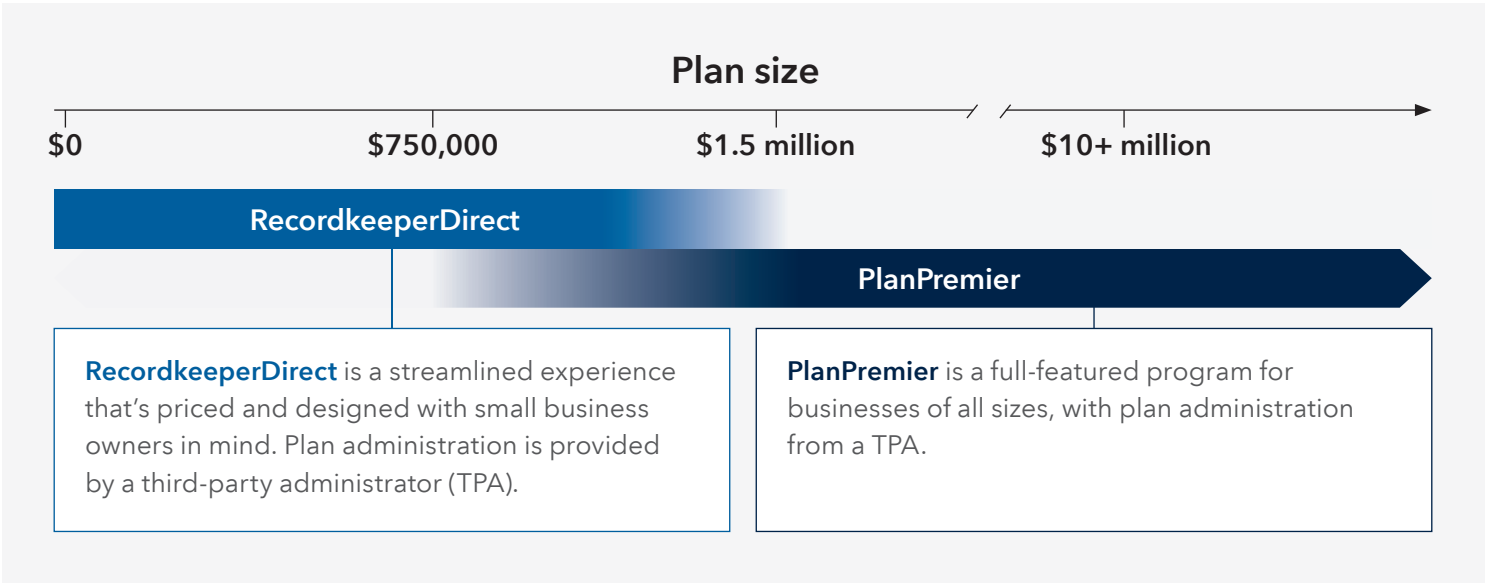 Plan size
$0
$750,000
$1.5 million
$10+ million
RecordkeeperDirect
PlanPremier
RecordkeeperDirect is a streamlined experience
that’s priced and designed with small business
owners in mind. Plan administration is provided
by a third-party administrator (TPA).
PlanPremier is a full-featured program for
businesses of all sizes, with plan administration
from a TPA.